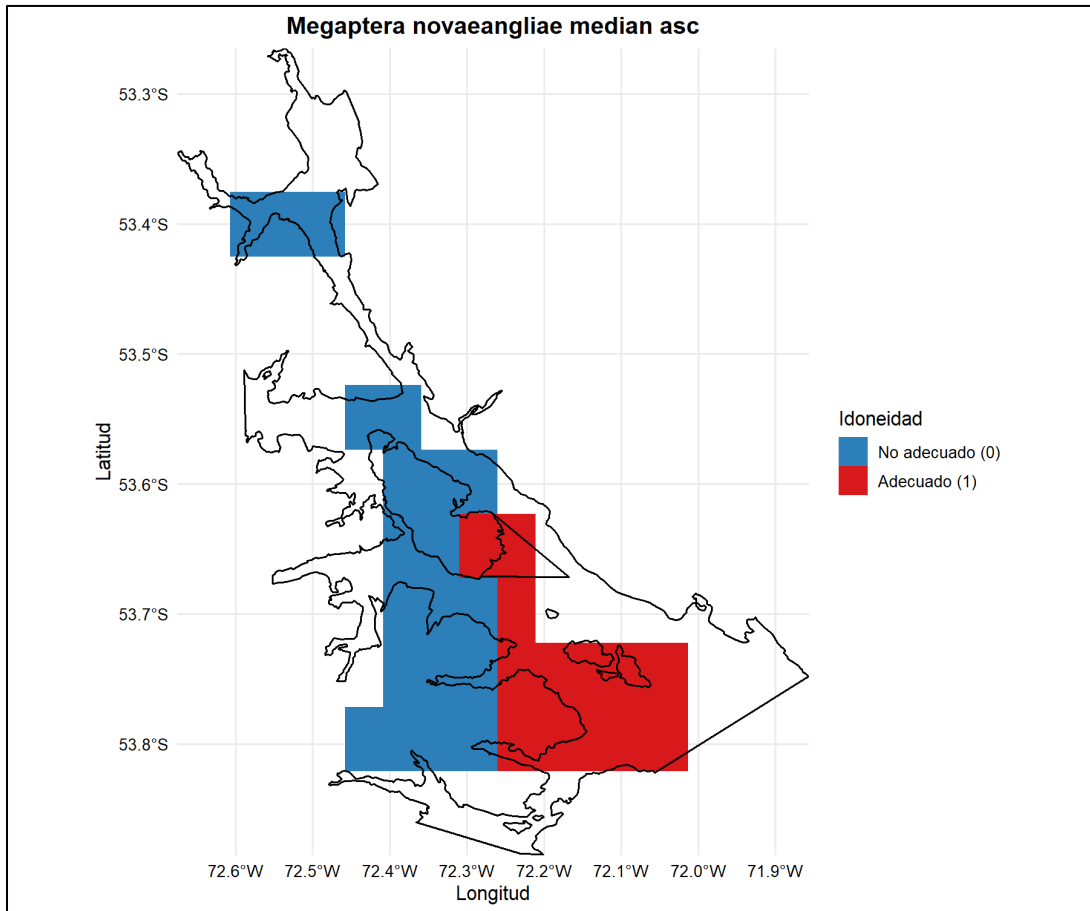 Megaptera novaeangliae median asc
53.3°S
53.4°S
53.5°S
53.6°S
53.7°S
53.8°S
Latitud
72.6°W 72.5°W 72.4°W 72.3°W 72.2°W 72.1°W 72.0°W 71.9°W
Longitud
Idoneidad
No adecuado (0)
Adecuado (1)